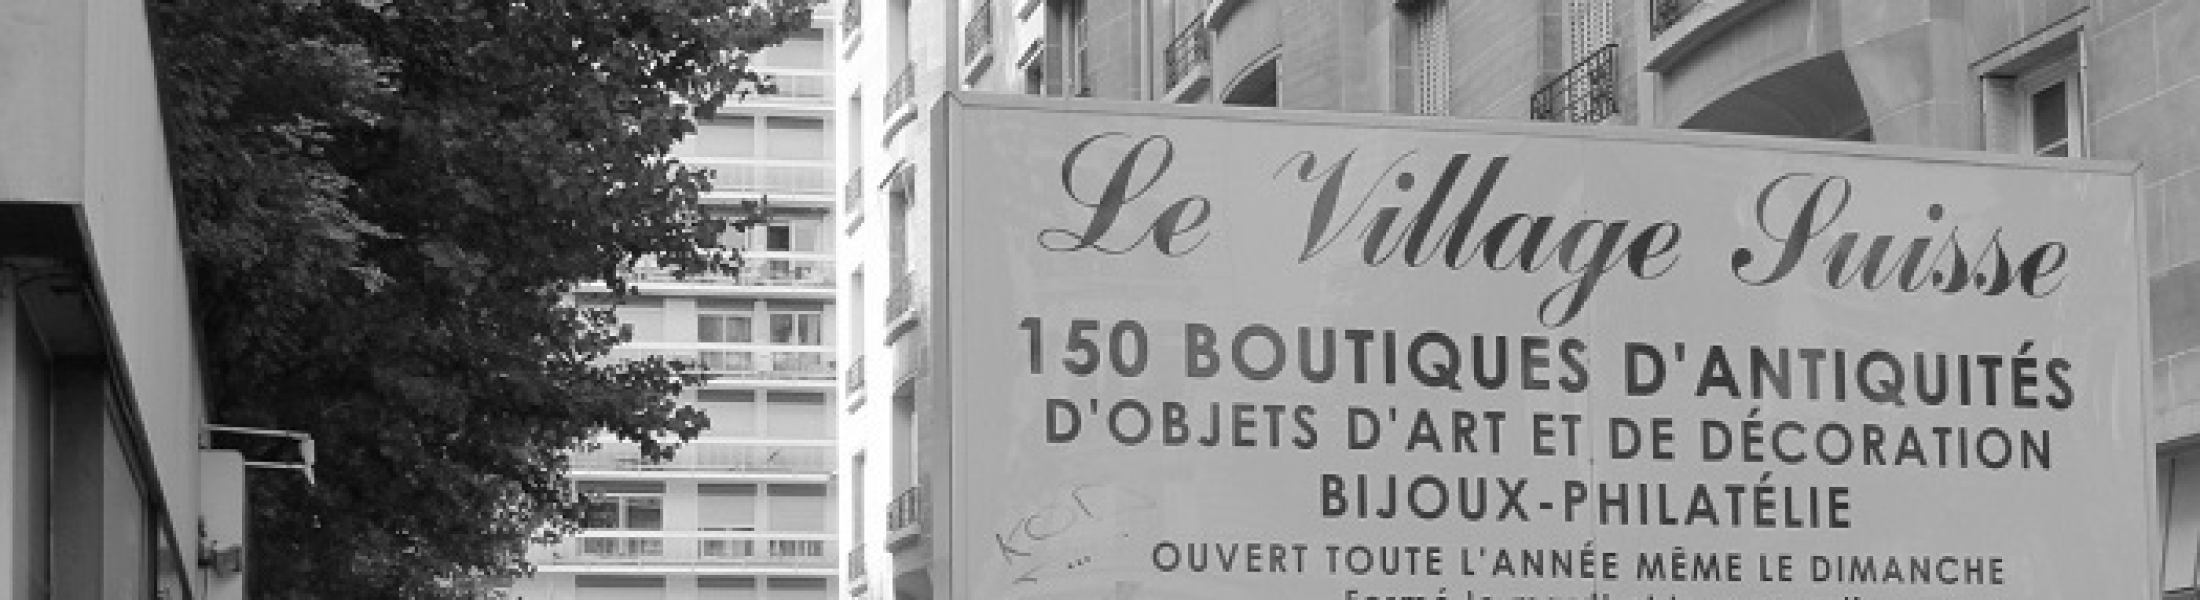 Le Village Suisse
150 BOUTIQUES D'ANTIQUITÉS
D'OBJETS D'ART ET DE DÉCORATION
BIJOUX-PHILATÉLIE
OUVERT TOUTE L'ANNÉE MÊME LE DIMANCHE